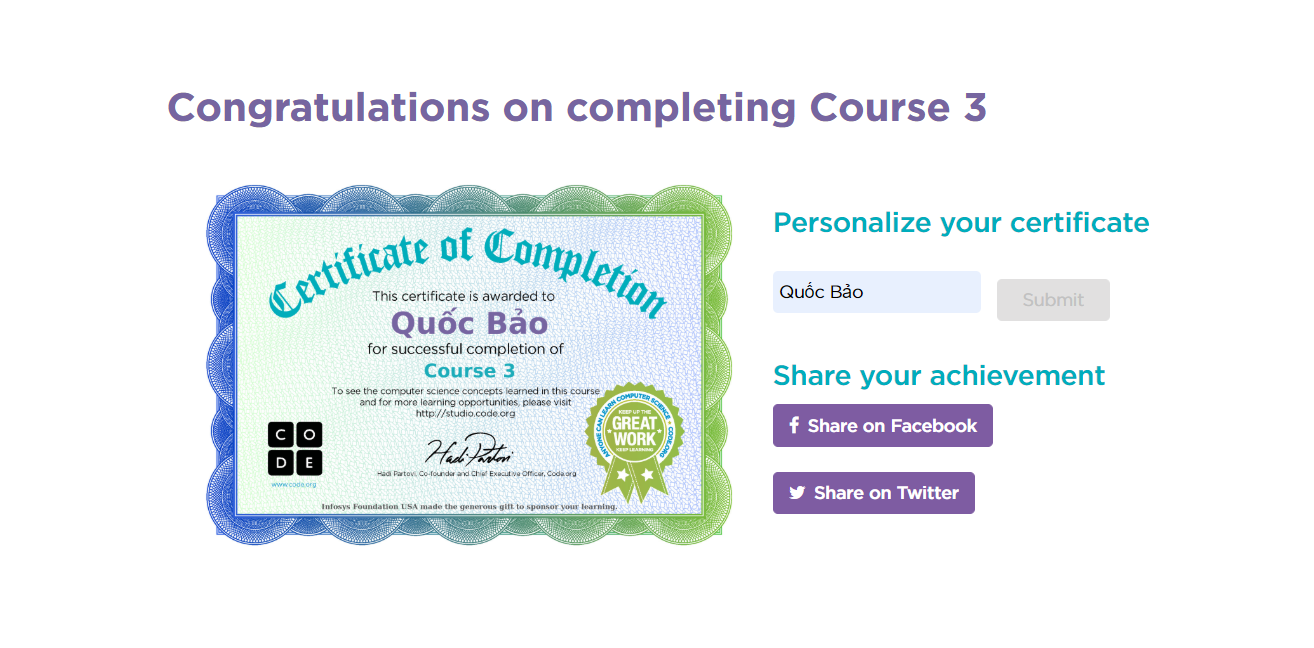 Congratulations on completing Course 3
Certificate of Completion
This certificate is awarded to
Quốc Bảo
for successful completion of
Course 3
To see the computer science concepts learned in this course
and for more learning opportunities, please visit
http://studio.code.org
ANYONE CAN LEARN COMPUTER SCIENCE
CODE.ORG
KEEP UP THE
GREAT
WORK
KEEP LEARNING
C O
D E
www.code.org
Hadi Partovi
Hadi Partovi, Co-founder and Chief Executive Officer, Code.org
Infosys Foundation USA made the generous gift to sponsor your learning.
Personalize your certificate
Quốc Bảo
Submit
Share your achievement
f Share on Facebook
Share on Twitter